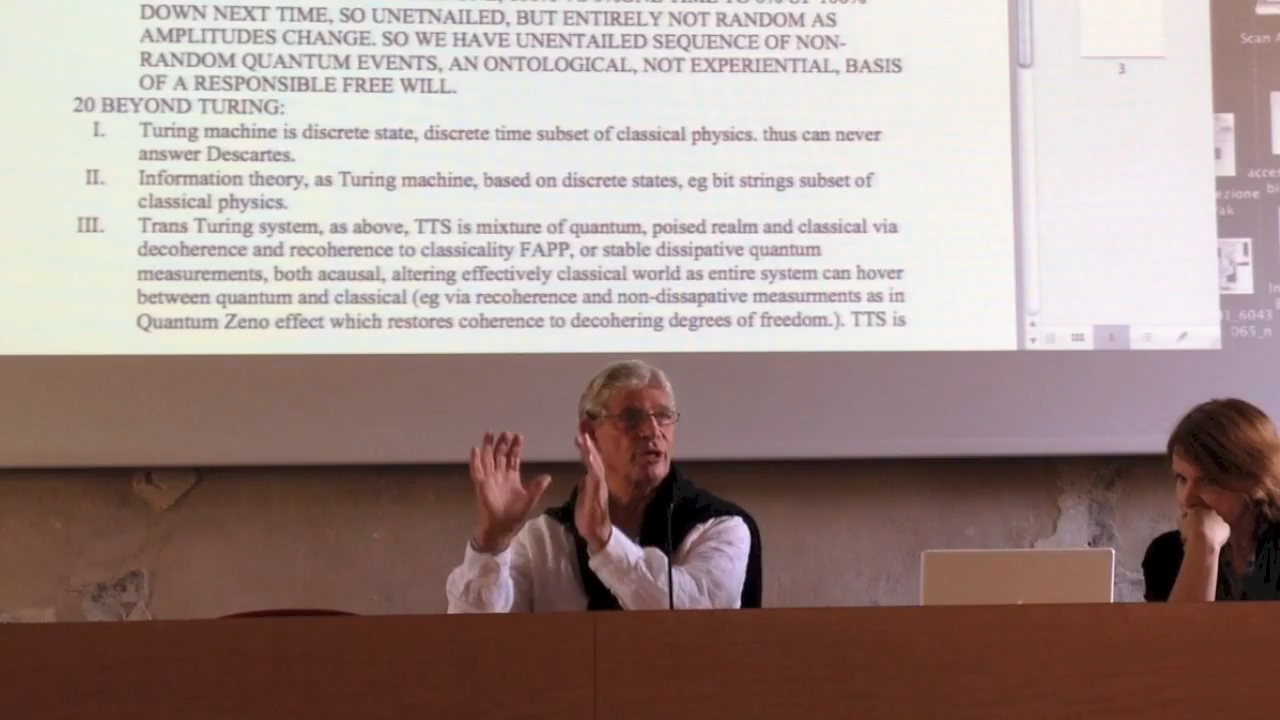 DOWN NEXT TIME, SO UNETNAILED, BUT ENTIRELY NOT RANDOM AS
AMPLITUDES CHANGE. SO WE HAVE UNENTAILED SEQUENCE OF NON-
RANDOM QUANTUM EVENTS, AN ONTOLOGICAL, NOT EXPERIENTIAL, BASIS
OF A RESPONSIBLE FREE WILL.
20 BEYOND TURING:
I. Turing machine is discrete state, discrete time subset of classical physics. thus can never
answer Descartes.
II. Information theory, as Turing machine, based on discrete states, eg bit strings subset of
classical physics.
III. Trans Turing system, as above, TTS is mixture of quantum, poised realm and classical via
decoherence and recoherence to classicality FAPP, or stable dissipative quantum
measurements, both acausal, altering effectively classical world as entire system can hover
between quantum and classical (eg via recoherence and non-dissapative measurments as in
Quantum Zeno effect which restores coherence to decohering degrees of freedom.). TTS is
3
Scan